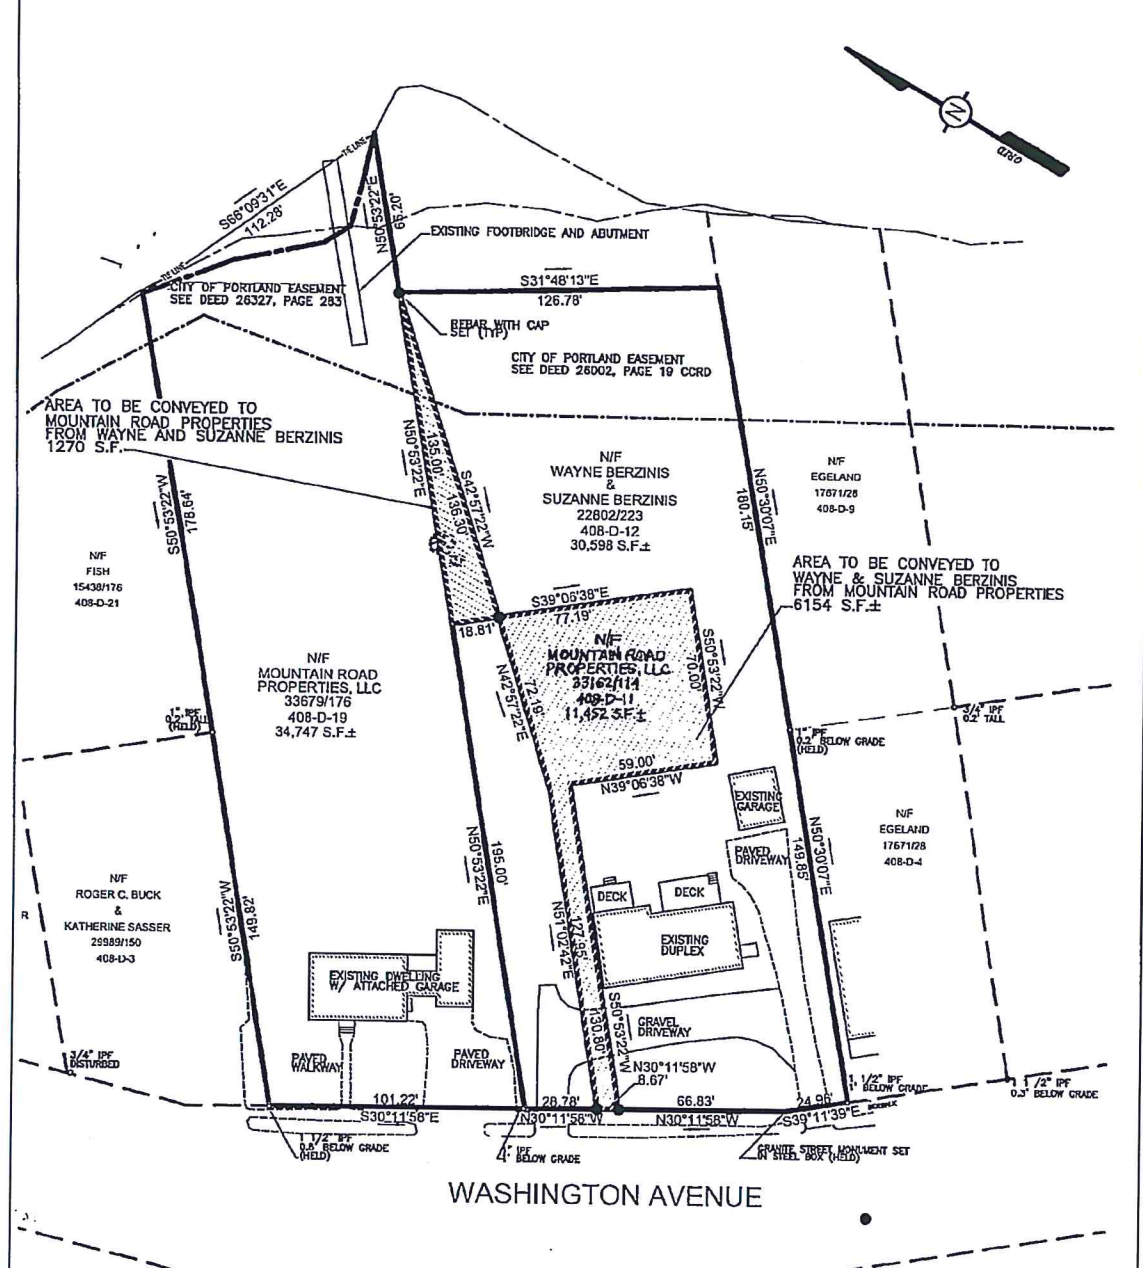 N
GRID
TIE LINE
S66°09'31"E
112.28'
TIE LINE
N50°53'22"E
65.20'
EXISTING FOOTBRIDGE AND ABUTMENT
CITY OF PORTLAND EASEMENT
SEE DEED 26327, PAGE 283
S31°48'13"E
126.78'
REBAR WITH CAP
SET (TYP)
CITY OF PORTLAND EASEMENT
SEE DEED 26002, PAGE 19 CCRD
AREA TO BE CONVEYED TO
MOUNTAIN ROAD PROPERTIES
FROM WAYNE AND SUZANNE BERZINIS
1270 S.F.
N50°53'22"E
135.00'
136.30'
S42°57'22"W
N/F
WAYNE BERZINIS
&
SUZANNE BERZINIS
22802/223
408-D-12
30,598 S.F.±
N50°30'07"E
180.15'
N/F
EGELAND
17671/28
408-D-9
S50°53'22"W
178.64'
N/F
FISH
15438/176
408-D-21
AREA TO BE CONVEYED TO
WAYNE & SUZANNE BERZINIS
FROM MOUNTAIN ROAD PROPERTIES
6154 S.F.±
S39°06'38"E
77.19'
18.81'
N/F
MOUNTAIN ROAD
PROPERTIES, LLC
33162/114
408-D-11
11,452 S.F.±
S50°53'22"W
70.00'
N42°57'22"E
72.19'
N/F
MOUNTAIN ROAD
PROPERTIES, LLC
33679/176
408-D-19
34,747 S.F.±
1" IPF
0.2' TALL
(HELD)
3/4" IPF
0.2' TALL
1" IPF
0.2' BELOW GRADE
(HELD)
59.00'
N39°06'38"W
EXISTING
GARAGE
PAVED
DRIVEWAY
N50°30'07"E
149.85'
N/F
EGELAND
17671/28
408-D-4
N50°53'22"E
195.00'
N/F
ROGER C. BUCK
&
KATHERINE SASSER
29989/150
408-D-3
R
S50°53'22"W
149.82'
DECK
DECK
N51°02'42"E
127.95'
EXISTING
DUPLEX
EXISTING DWELLING
W/ ATTACHED GARAGE
130.80'
S50°53'22"W
GRAVEL
DRIVEWAY
3/4" IPF
DISTURBED
PAVED
WALKWAY
PAVED
DRIVEWAY
N30°11'58"W
8.67'
1 1/2" IPF
1' BELOW GRADE
1 1/2" IPF
0.3' BELOW GRADE
101.22'
S30°11'58"E
28.78'
N30°11'58"W
66.83'
N30°11'58"W
24.96'
S39°11'39"E
1 1/2" IPF
0.8' BELOW GRADE
(HELD)
IPF
BELOW GRADE
GRANITE STREET MONUMENT SET
IN STEEL BOX (HELD)
WASHINGTON AVENUE